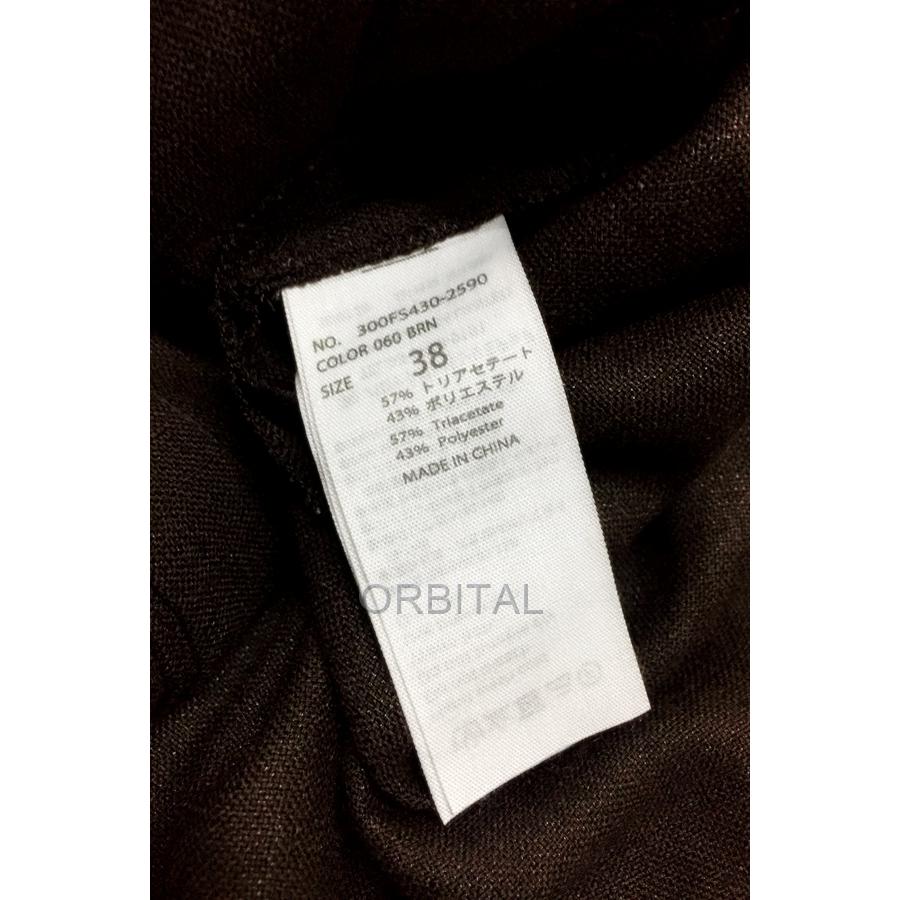 NO. 300FS430-2590
COLOR 060 BRN
SIZE 38
57% トリアセテート
43% ポリエステル
57% Triacetate
43% Polyester
MADE IN CHINA
ORBITAL